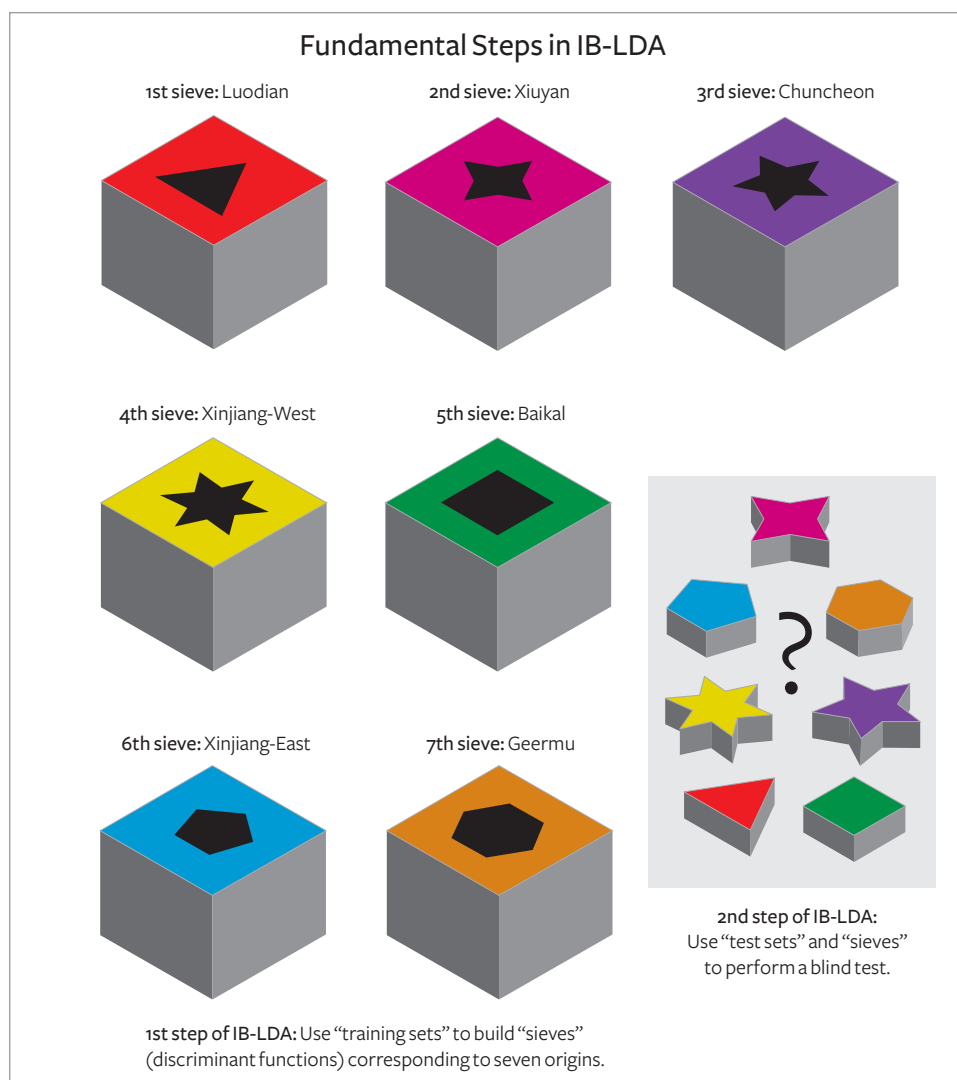 Fundamental Steps in IB-LDA
1st sieve: Luodian
2nd sieve: Xiuyan
3rd sieve: Chuncheon
4th sieve: Xinjiang-West
5th sieve: Baikal
?
6th sieve: Xinjiang-East
7th sieve: Geermu
2nd step of IB-LDA:
Use “test sets” and “sieves”
to perform a blind test.
1st step of IB-LDA: Use “training sets” to build “sieves”
(discriminant functions) corresponding to seven origins.